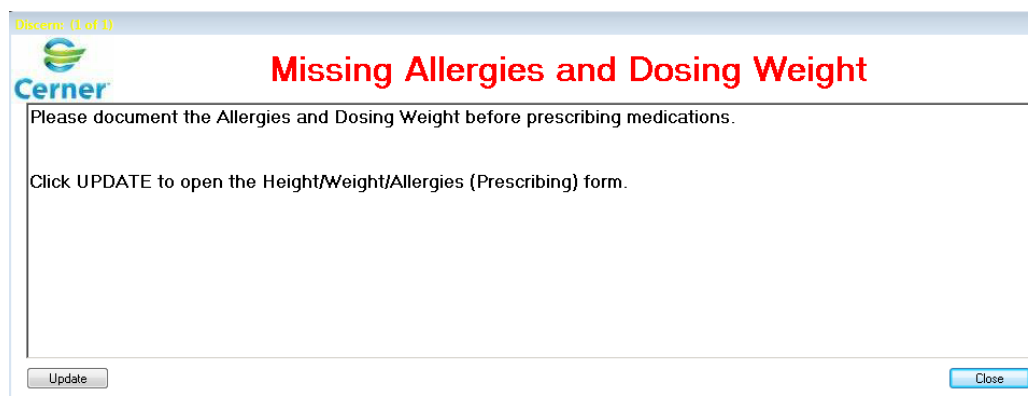 Discern: (1 of 1)
Cerner
Missing Allergies and Dosing Weight
Please document the Allergies and Dosing Weight before prescribing medications.
Click UPDATE to open the Height/Weight/Allergies (Prescribing) form.
Update
Close